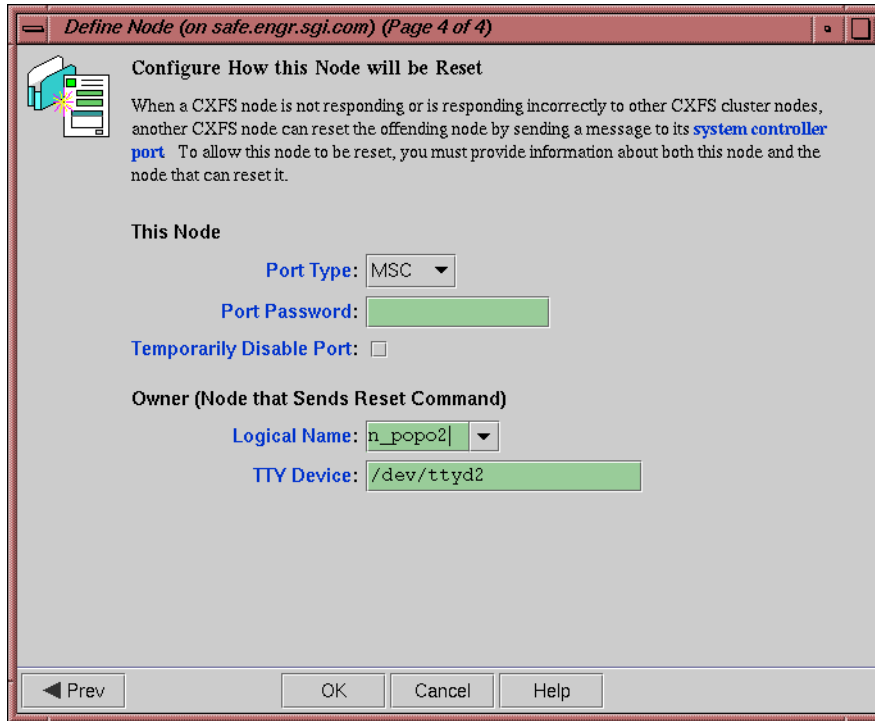 Define Node (on safe.engr.sgi.com) (Page 4 of 4)
Configure How this Node will be Reset
When a CXFS node is not responding or is responding incorrectly to other CXFS cluster nodes,
another CXFS node can reset the offending node by sending a message to its system controller
port  To allow this node to be reset, you must provide information about both this node and the
node that can reset it.
This Node
Port Type: MSC
Port Password:
Temporarily Disable Port:
Owner (Node that Sends Reset Command)
Logical Name: n_popo2
TTY Device: /dev/ttyd2
Prev OK Cancel Help